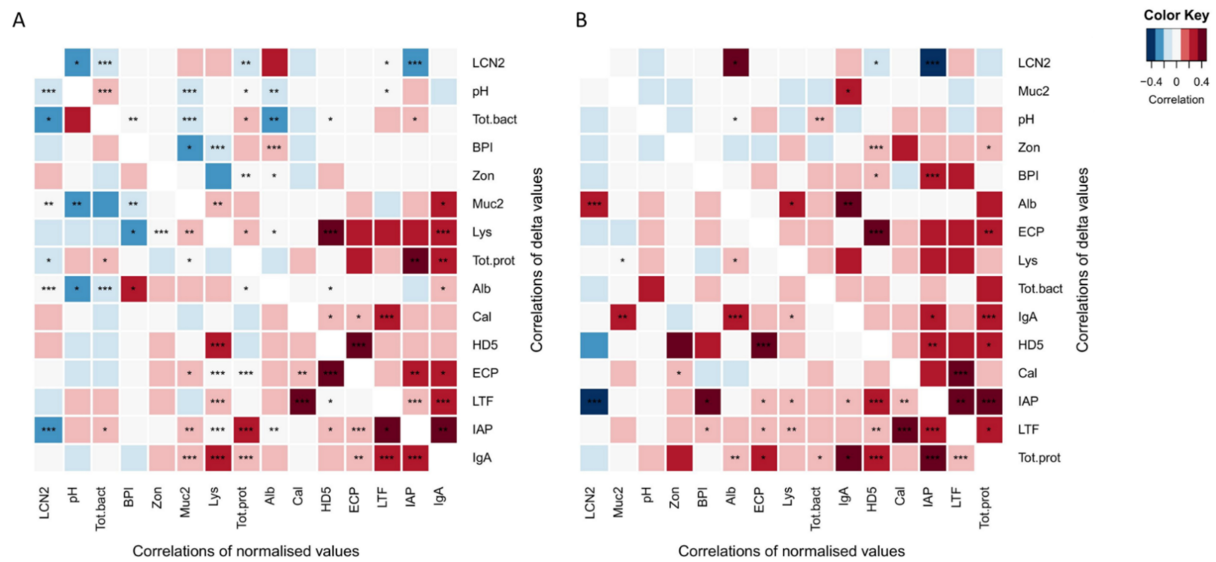 A
* *** ** * *** LCN2
*** *** *** * ** * pH
* ** *** * ** * * Tot.bact
* *** *** BPI
** * Zon
** ** ** ** * Muc2
* *** ** * * *** *** Lys
* * * ** ** Tot.prot
*** * *** * * * * Alb
* * *** Cal
*** *** HD5
* *** *** ** *** ** * ECP
*** *** * *** *** LTF
*** * ** *** *** ** * *** * ** IAP
*** *** *** ** *** *** IgA
LCN2 pH Tot.bact BPI Zon Muc2 Lys Tot.prot Alb Cal HD5 ECP LTF IAP IgA
Correlations of normalised values
Correlations of delta values
B
* * *** LCN2
* Muc2
* ** pH
*** * Zon
* *** BPI
*** * ** Alb
*** ** ECP
* * Lys
Tot.bact
** *** * * *** IgA
*** ** * HD5
* *** Cal
*** * * * * *** ** ** *** IAP
* * ** ** *** *** * LTF
** * * * *** *** *** Tot.prot
LCN2 Muc2 pH Zon BPI Alb ECP Lys Tot.bact IgA HD5 Cal IAP LTF Tot.prot
Correlations of normalised values
Correlations of delta values
Color Key
−0.4 0 0.4
Correlation